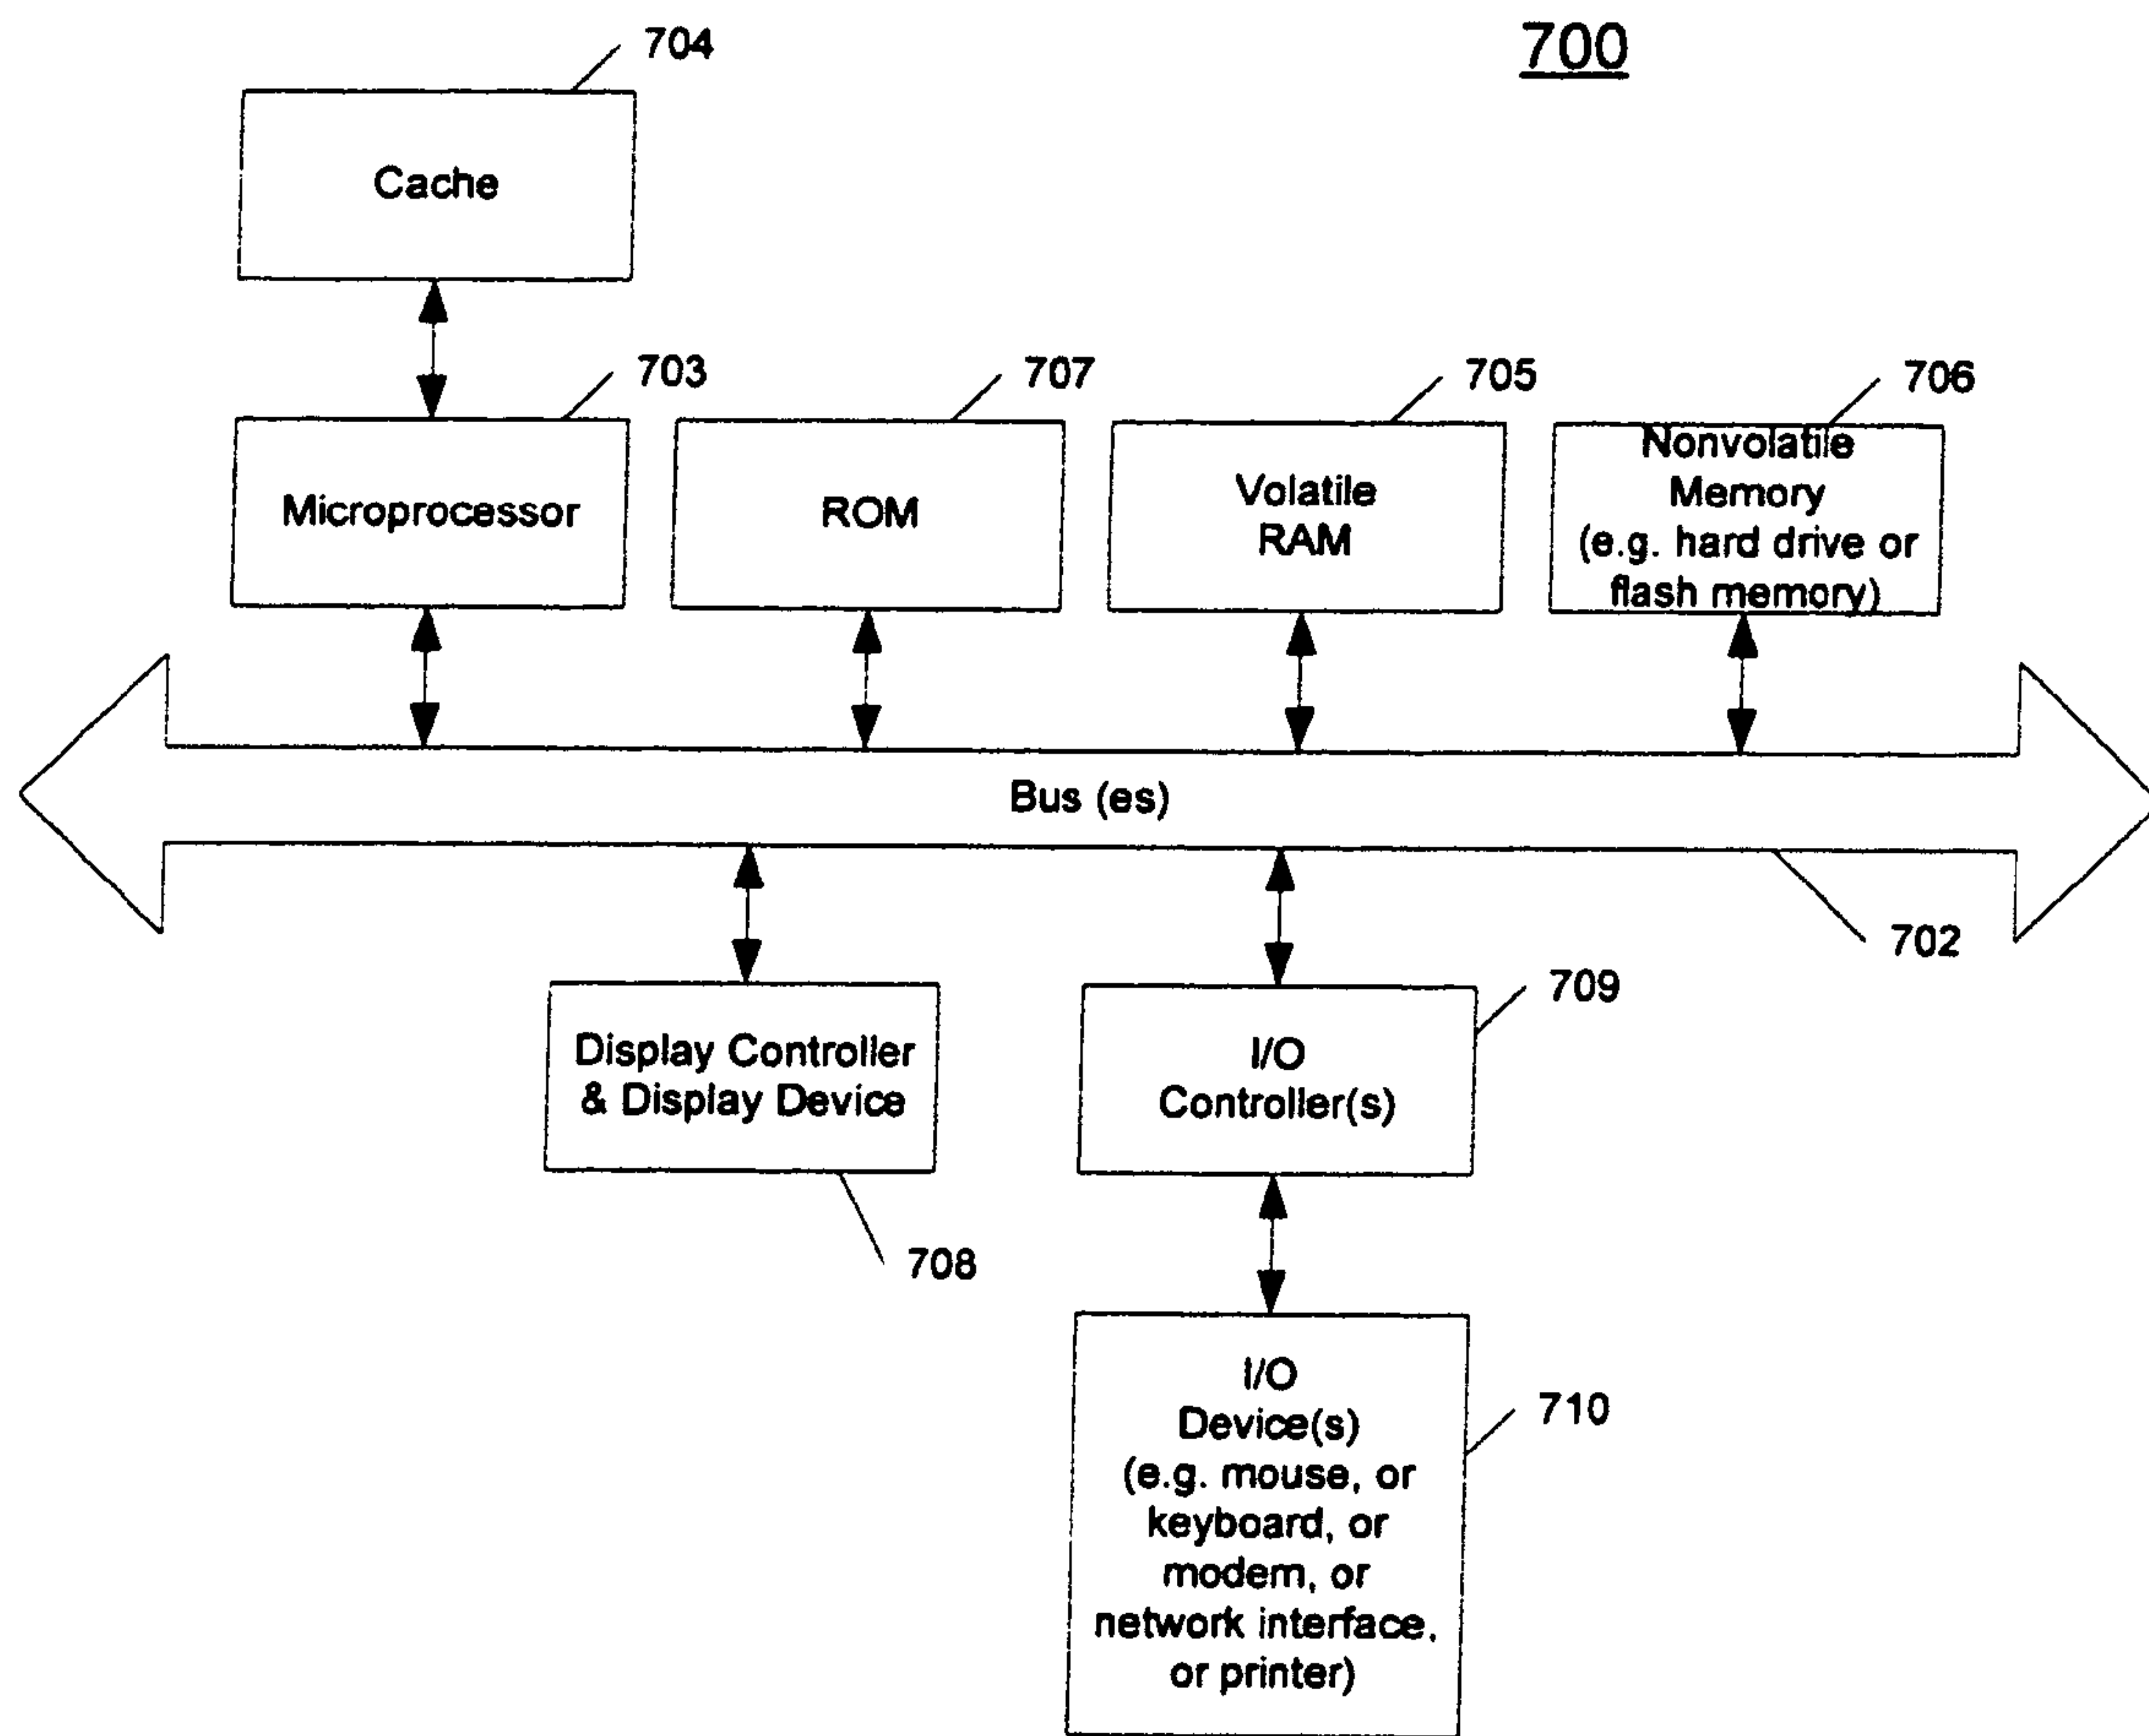 700
704
Cache
703
707
705
706
Microprocessor
ROM
Volatile
RAM
Nonvolatile
Memory
(e.g. hard drive or
flash memory)
Bus (es)
702
Display Controller
& Display Device
708
709
I/O
Controller(s)
710
I/O
Device(s)
(e.g. mouse, or
keyboard, or
modem, or
network interface,
or printer)